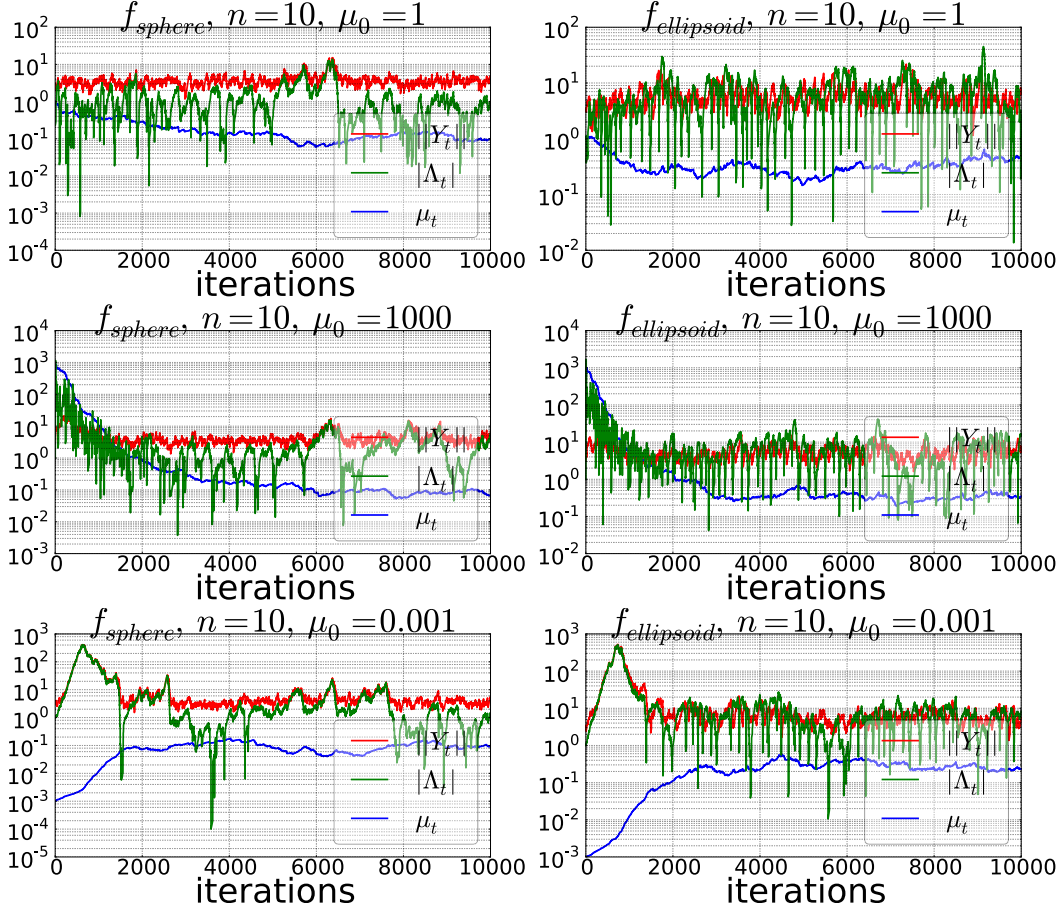 f_sphere, n=10, μ_0=1
10^2
10^1
10^0
10^-1
10^-2
10^-3
10^-4
||Y_t||
|Λ_t|
μ_t
0 2000 4000 6000 8000 10000
iterations
f_ellipsoid, n=10, μ_0=1
10^2
10^1
10^0
10^-1
10^-2
||Y_t||
|Λ_t|
μ_t
0 2000 4000 6000 8000 10000
iterations
f_sphere, n=10, μ_0=1000
10^4
10^3
10^2
10^1
10^0
10^-1
10^-2
10^-3
||Y_t||
|Λ_t|
μ_t
0 2000 4000 6000 8000 10000
iterations
f_ellipsoid, n=10, μ_0=1000
10^4
10^3
10^2
10^1
10^0
10^-1
10^-2
||Y_t||
|Λ_t|
μ_t
0 2000 4000 6000 8000 10000
iterations
f_sphere, n=10, μ_0=0.001
10^3
10^2
10^1
10^0
10^-1
10^-2
10^-3
10^-4
10^-5
||Y_t||
|Λ_t|
μ_t
0 2000 4000 6000 8000 10000
iterations
f_ellipsoid, n=10, μ_0=0.001
10^3
10^2
10^1
10^0
10^-1
10^-2
10^-3
||Y_t||
|Λ_t|
μ_t
0 2000 4000 6000 8000 10000
iterations